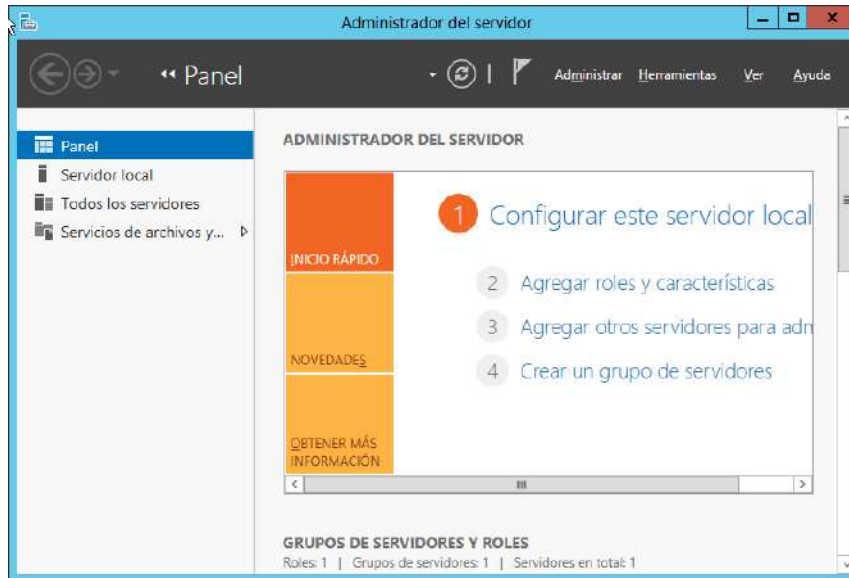 Administrador del servidor
Panel
Administrar Herramientas Ver Ayuda
Panel
Servidor local
Todos los servidores
Servicios de archivos y...
ADMINISTRADOR DEL SERVIDOR
INICIO RÁPIDO
NOVEDADES
OBTENER MÁS
INFORMACIÓN
1 Configurar este servidor local
2 Agregar roles y características
3 Agregar otros servidores para adn
4 Crear un grupo de servidores
GRUPOS DE SERVIDORES Y ROLES
Roles: 1 | Grupos de servidores: 1 | Servidores en total: 1